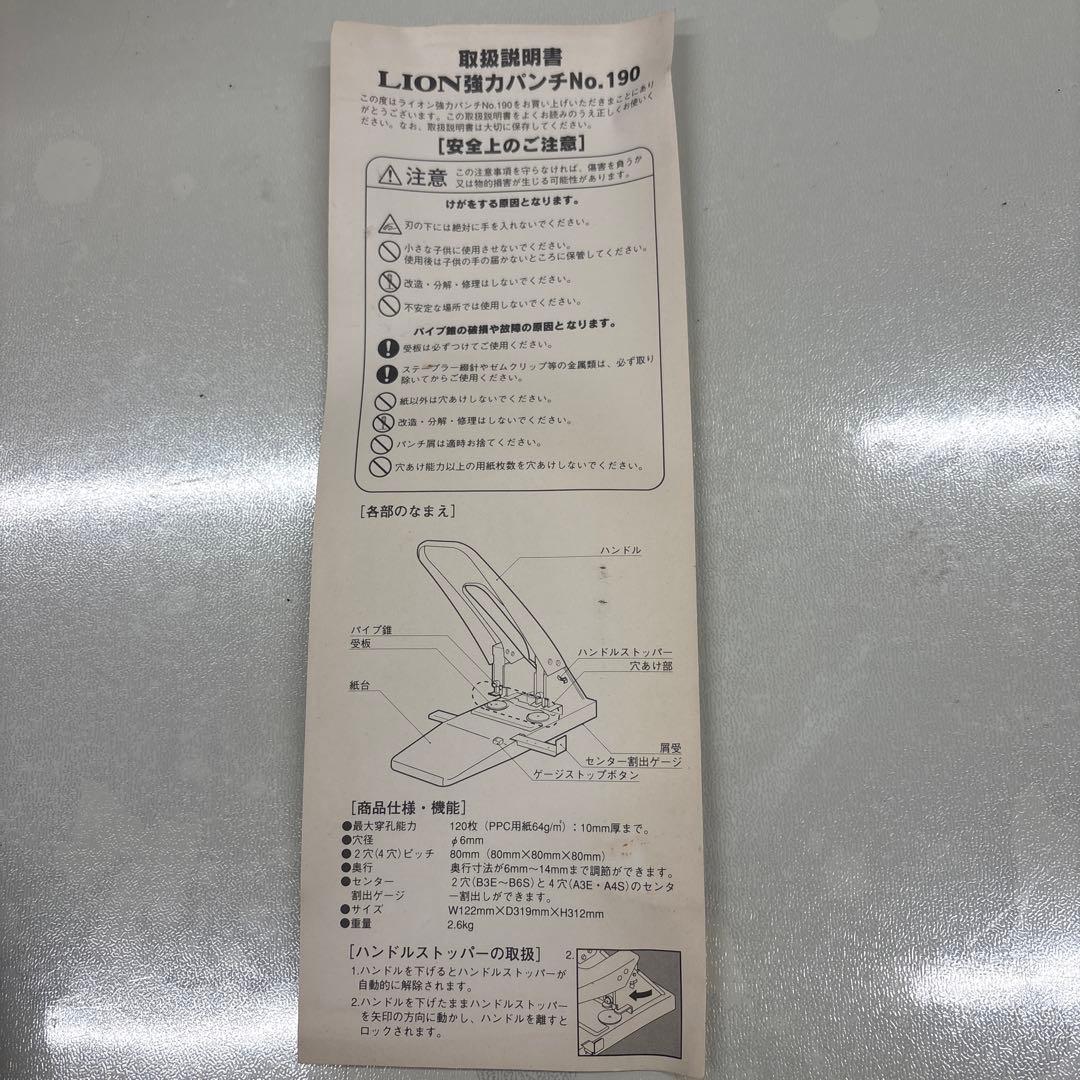 取扱説明書
LION強力パンチNo.190
この度はライオン強力パンチNo.190をお買い上げいただきまことにあり
がとうございます。この取扱説明書をよくお読みのうえ正しくお使いく
ださい。なお、取扱説明書は大切に保存してください。
[安全上のご注意]
注意
この注意事項を守らなければ、傷害を負うか
又は物的損害が生じる可能性があります。
けがをする原因となります。
刃の下には絶対に手を入れないでください。
小さな子供に使用させないでください。
使用後は子供の手の届かないところに保管してください。
改造・分解・修理はしないでください。
不安定な場所では使用しないでください。
パイプ錐の破損や故障の原因となります。
受板は必ずつけてご使用ください。
ステープラー綴針やゼムクリップ等の金属類は、必ず取り
除いてからご使用ください。
紙以外は穴あけしないでください。
改造・分解・修理はしないでください。
パンチ屑は適時お捨てください。
穴あけ能力以上の用紙枚数を穴あけしないでください。
[各部のなまえ]
ハンドル
パイプ錐
受板
ハンドルストッパー
穴あけ部
紙台
屑受
センター割出ゲージ
ゲージストップボタン
[商品仕様・機能]
●最大穿孔能力 120枚（PPC用紙64g/㎡）：10mm厚まで。
●穴径 φ6mm
●2穴(4穴)ピッチ 80mm（80mm×80mm×80mm）
●奥行 奥行寸法が6mm～14mmまで調節ができます。
●センター 2穴(B3E～B6S)と4穴(A3E・A4S)のセンタ
割出ゲージ ー割出しができます。
●サイズ W122mm×D319mm×H312mm
●重量 2.6kg
[ハンドルストッパーの取扱]
1.ハンドルを下げるとハンドルストッパーが
自動的に解除されます。
2.ハンドルを下げたままハンドルストッパー
を矢印の方向に動かし、ハンドルを離すと
ロックされます。
2.